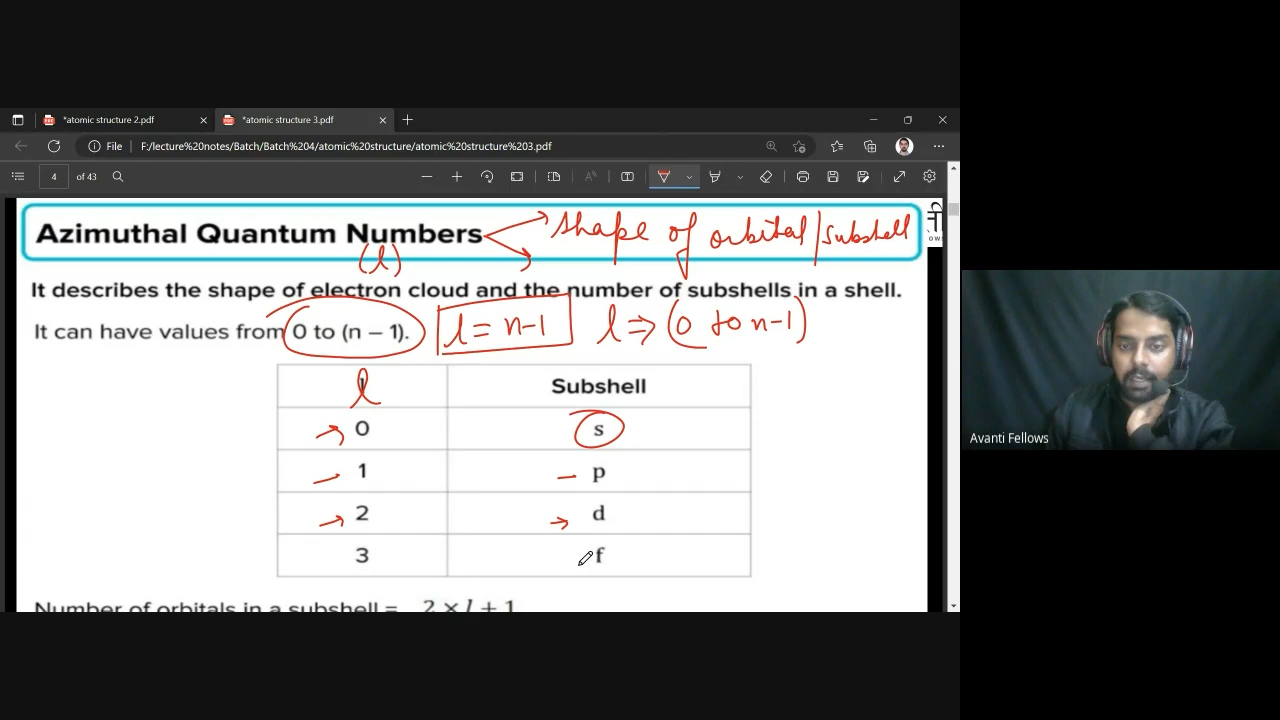 *atomic structure 2.pdf
*atomic structure 3.pdf
File F:/lecture%20notes/Batch/Batch%204/atomic%20structure/atomic%20structure%203.pdf
4 of 43
Azimuthal Quantum Numbers shape of orbital/subshell
(l)
It describes the shape of electron cloud and the number of subshells in a shell.
It can have values from 0 to (n – 1). l = n-1 l ⇒ (0 to n-1)
l Subshell
0 s
1 p
2 d
3 f
Number of orbitals in a subshell = 2 × l + 1
Avanti Fellows